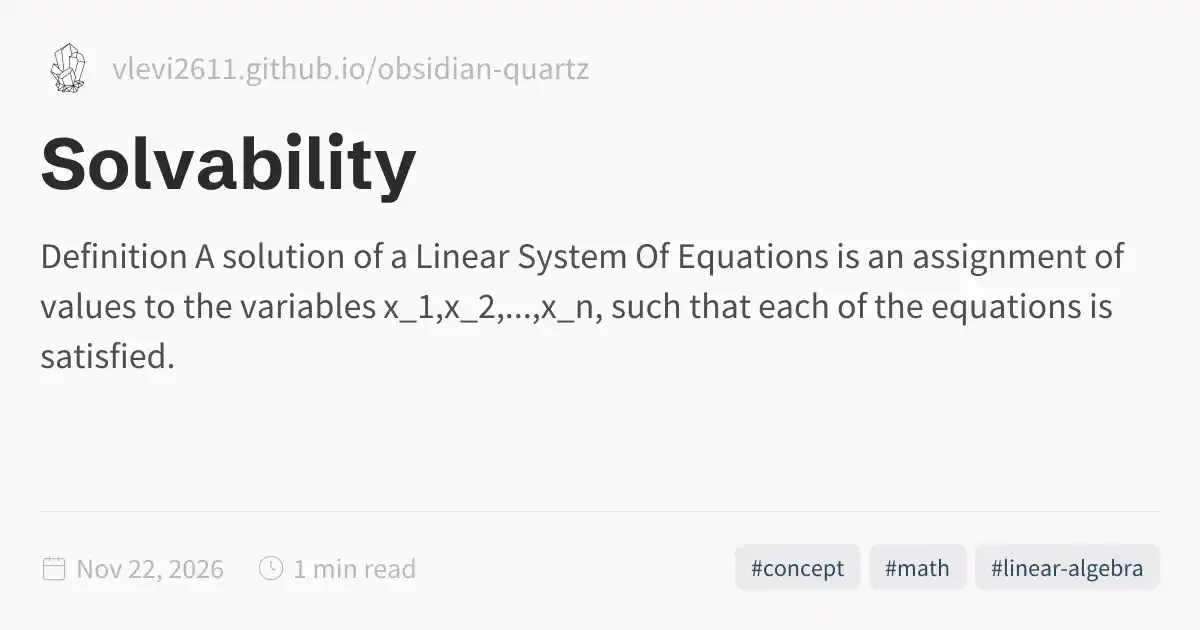 vlevi2611.github.io/obsidian-quartz
Solvability
Definition A solution of a Linear System Of Equations is an assignment of
values to the variables x_1,x_2,...,x_n, such that each of the equations is
satisfied.
Nov 22, 2026 1 min read #concept #math #linear-algebra